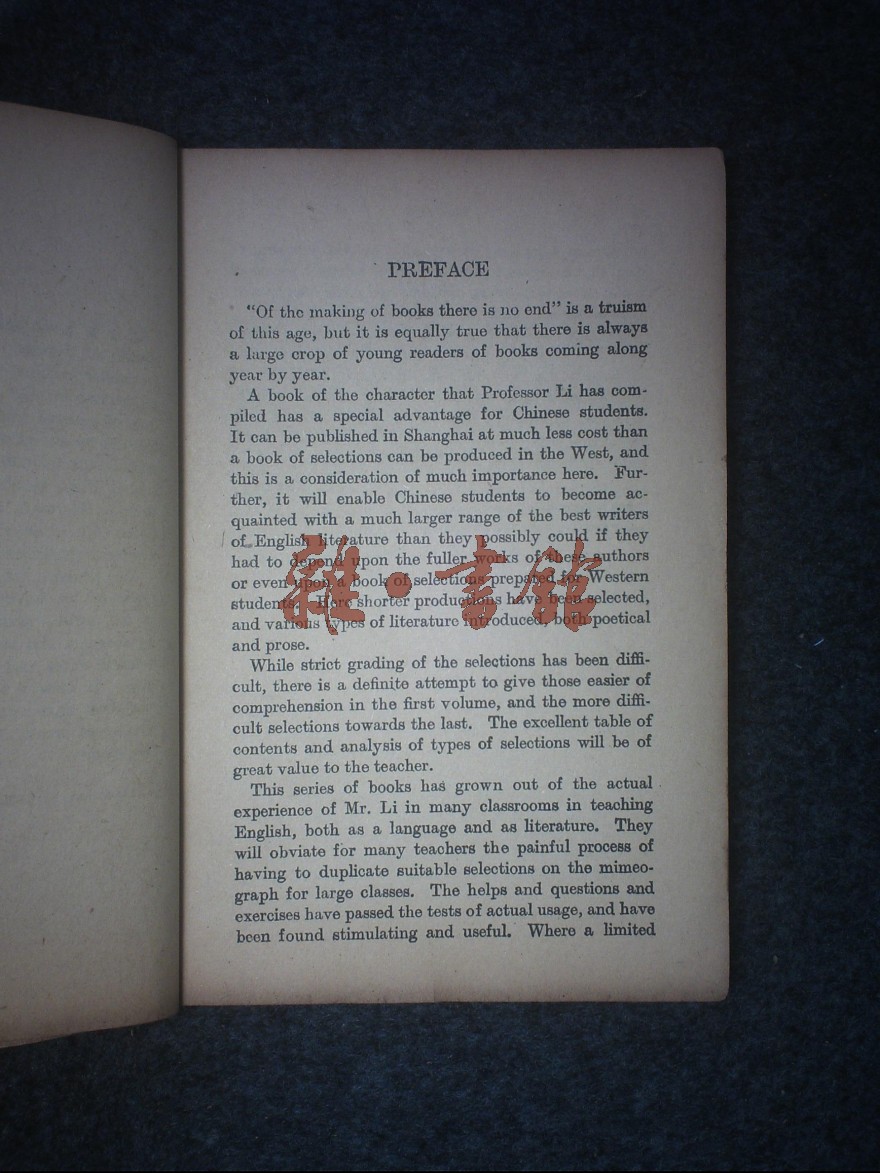 PREFACE
"Of the making of books there is no end" is a truism
of this age, but it is equally true that there is always
a large crop of young readers of books coming along
year by year.
A book of the character that Professor Li has com-
piled has a special advantage for Chinese students.
It can be published in Shanghai at much less cost than
a book of selections can be produced in the West, and
this is a consideration of much importance here. Fur-
ther, it will enable Chinese students to become ac-
quainted with a much larger range of the best writers
of English literature than they possibly could if they
had to depend upon the fuller works of these authors
or even upon a book of selections prepared for Western
students. Here shorter productions have been selected,
and various types of literature introduced, both poetical
and prose.
While strict grading of the selections has been diffi-
cult, there is a definite attempt to give those easier of
comprehension in the first volume, and the more diffi-
cult selections towards the last. The excellent table of
contents and analysis of types of selections will be of
great value to the teacher.
This series of books has grown out of the actual
experience of Mr. Li in many classrooms in teaching
English, both as a language and as literature. They
will obviate for many teachers the painful process of
having to duplicate suitable selections on the mimeo-
graph for large classes. The helps and questions and
exercises have passed the tests of actual usage, and have
been found stimulating and useful. Where a limited
雜·書館